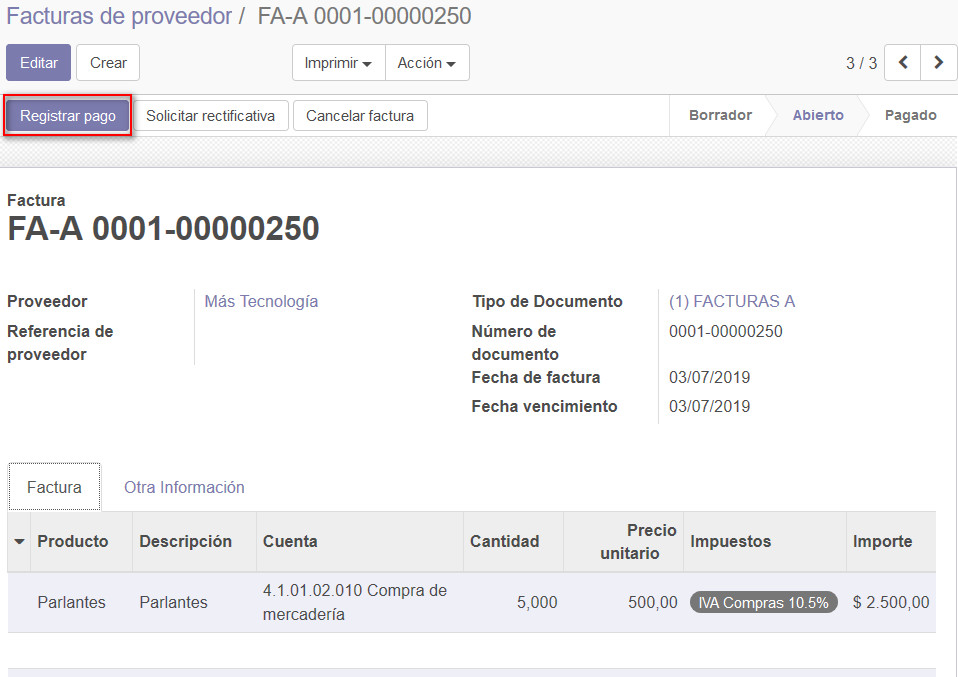 Facturas de proveedor / FA-A 0001-00000250
Editar Crear Imprimir Acción 3 / 3
Registrar pago Solicitar rectificativa Cancelar factura Borrador Abierto Pagado
Factura
FA-A 0001-00000250
Proveedor Más Tecnología
Referencia de
proveedor
Tipo de Documento (1) FACTURAS A
Número de 0001-00000250
documento
Fecha de factura 03/07/2019
Fecha vencimiento 03/07/2019
Factura Otra Información
Producto Descripción Cuenta Cantidad Precio
unitario Impuestos Importe
Parlantes Parlantes 4.1.01.02.010 Compra de
mercadería 5,000 500,00 IVA Compras 10.5% $ 2.500,00